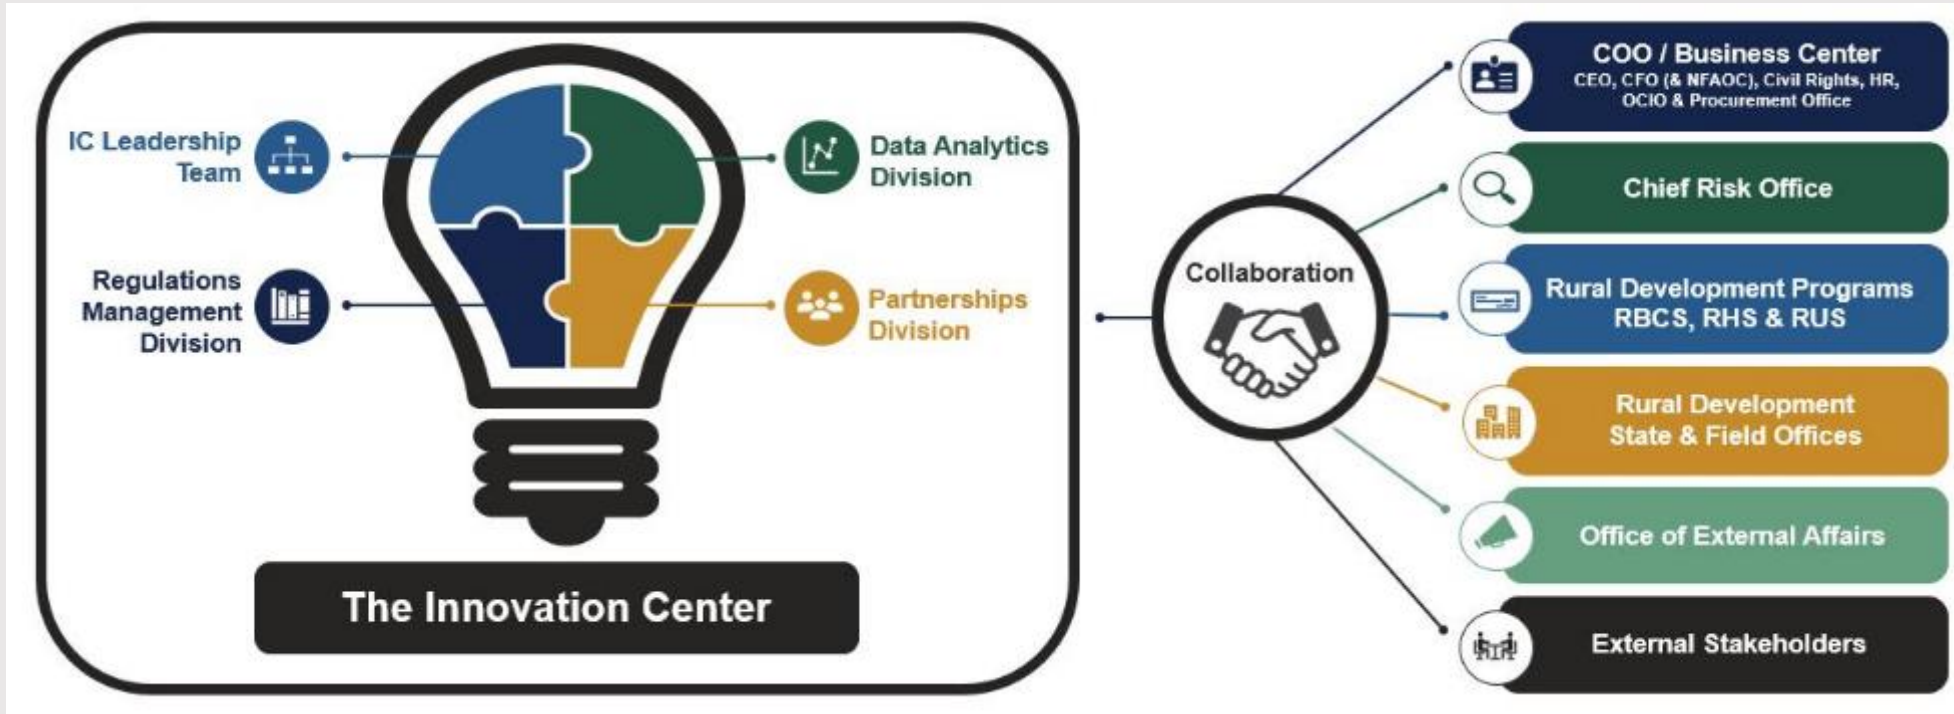 IC Leadership
Team
Data Analytics
Division
Regulations
Management
Division
Partnerships
Division
The Innovation Center
Collaboration
COO / Business Center
CEO, CFO (& NFAOC), Civil Rights, HR,
OCIO & Procurement Office
Chief Risk Office
Rural Development Programs
RBCS, RHS & RUS
Rural Development
State & Field Offices
Office of External Affairs
External Stakeholders